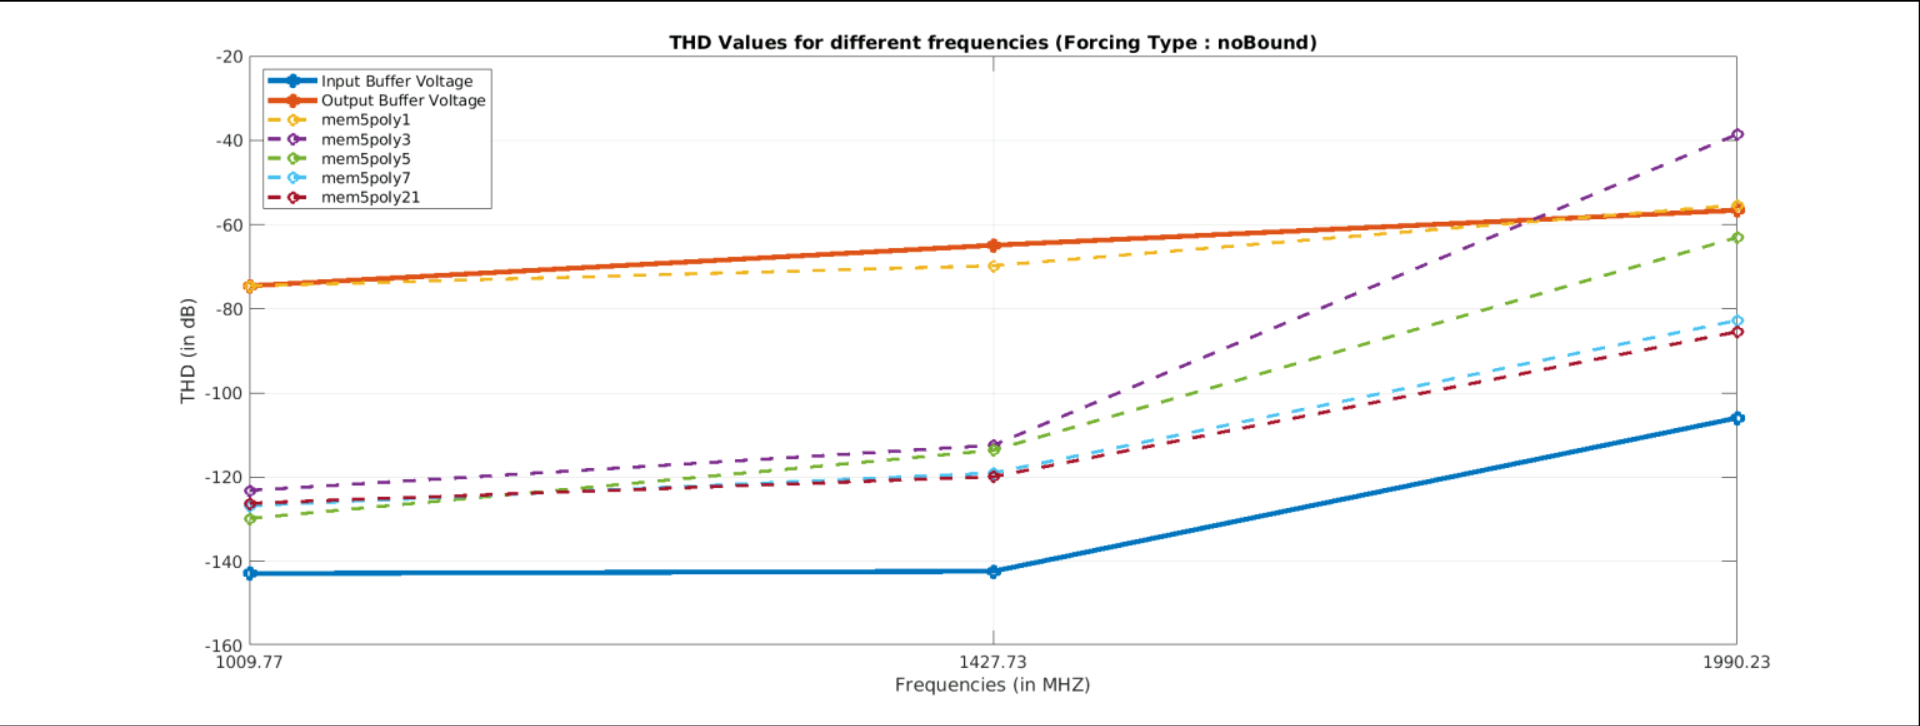 THD Values for different frequencies (Forcing Type : noBound)
-20
Input Buffer Voltage
Output Buffer Voltage
mem5poly1
mem5poly3
mem5poly5
mem5poly7
mem5poly21
-40
-60
-80
-100
-120
-140
-160
THD (in dB)
1009.77
1427.73
1990.23
Frequencies (in MHZ)